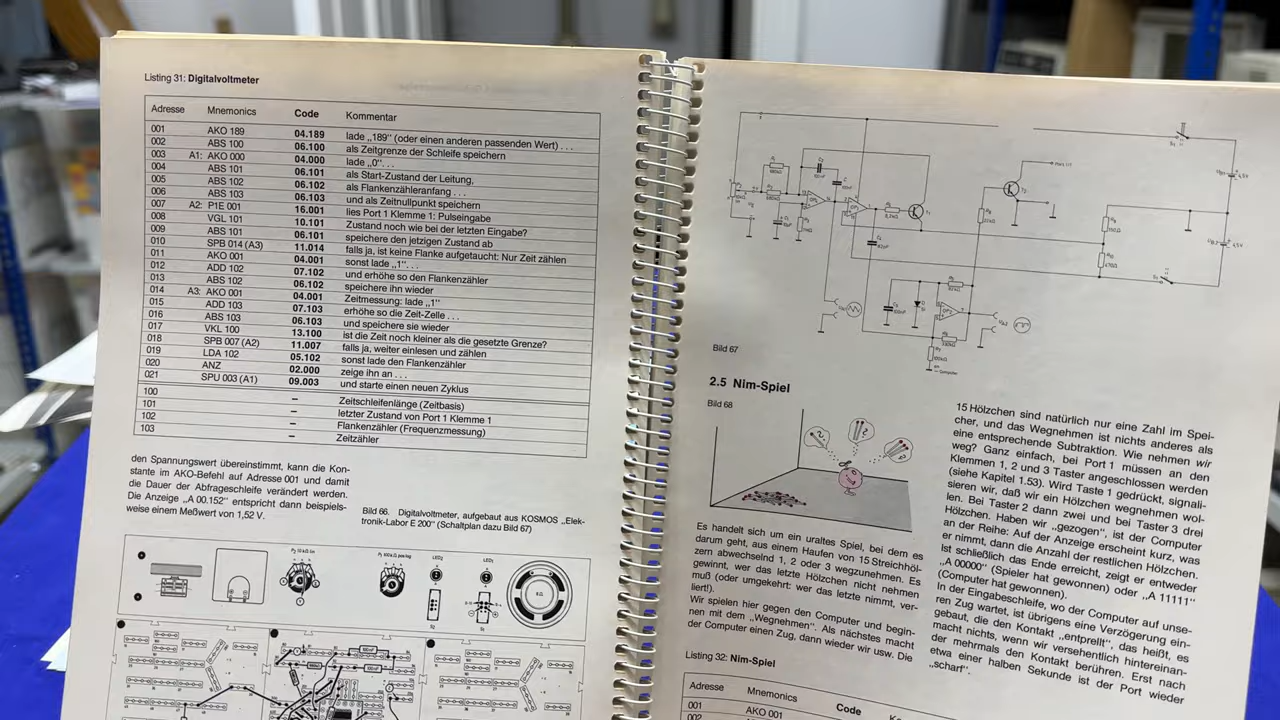 Listing 31: Digitalvoltmeter
Adresse Mnemonics Code Kommentar
001 AKO 189 04.189 lade „189" (oder einen anderen passenden Wert) . . .
002 ABS 100 06.100 als Zeitgrenze der Schleife speichern
003 A1: AKO 000 04.000 lade „0". . .
004 ABS 101 06.101 als Start-Zustand der Leitung,
005 ABS 102 06.102 als Flankenzähleranfang . . .
006 ABS 103 06.103 und als Zeitnullpunkt speichern
007 A2: P1E 001 16.001 lies Port 1 Klemme 1: Pulseingabe
008 VGL 101 10.101 Zustand noch wie bei der letzten Eingabe?
009 ABS 101 06.101 speichere den jetzigen Zustand ab
010 SPB 014 (A3) 11.014 falls ja, ist keine Flanke aufgetaucht: Nur Zeit zählen
011 AKO 001 04.001 sonst lade „1". . .
012 ADD 102 07.102 und erhöhe so den Flankenzähler
013 ABS 102 06.102 speichere ihn wieder
014 A3: AKO 001 04.001 Zeitmessung: lade „1"
015 ADD 103 07.103 erhöhe so die Zeit-Zelle . . .
016 ABS 103 06.103 und speichere sie wieder
017 VKL 100 13.100 ist die Zeit noch kleiner als die gesetzte Grenze?
018 SPB 007 (A2) 11.007 falls ja, weiter einlesen und zählen
019 LDA 102 05.102 sonst lade den Flankenzähler
020 ANZ 02.000 zeige ihn an . . .
021 SPU 003 (A1) 09.003 und starte einen neuen Zyklus
100 – Zeitschleifenlänge (Zeitbasis)
101 – letzter Zustand von Port 1 Klemme 1
102 – Flankenzähler (Frequenzmessung)
103 – Zeitzähler
den Spannungswert übereinstimmt, kann die Kon-
stante im AKO-Befehl auf Adresse 001 und damit
die Dauer der Abfrageschleife verändert werden.
Die Anzeige „A 00.152" entspricht dann beispiels-
weise einem Meßwert von 1,52 V.
Bild 66. Digitalvoltmeter, aufgebaut aus KOSMOS „Elek-
tronik-Labor E 200" (Schaltplan dazu Bild 67)
P2 10 kΩ lin
P1 100 kΩ pos log
LED2
LED1
S2
S1
8 Ω
Bild 67
2.5 Nim-Spiel
Bild 68
Es handelt sich um ein uraltes Spiel, bei dem es
darum geht, aus einem Haufen von 15 Streichhöl-
zern abwechselnd 1, 2 oder 3 wegzunehmen. Es
gewinnt, wer das letzte Hölzchen nicht nehmen
muß (oder umgekehrt: wer das letzte nimmt, ver-
liert!).
Wir spielen hier gegen den Computer und begin-
nen mit dem „Wegnehmen". Als nächstes macht
der Computer einen Zug, dann wieder wir usw. Die
15 Hölzchen sind natürlich nur eine Zahl im Spei-
cher, und das Wegnehmen ist nichts anderes als
eine entsprechende Subtraktion. Wie nehmen wir
weg? Ganz einfach, bei Port 1 müssen an den
Klemmen 1, 2 und 3 Taster angeschlossen werden
(siehe Kapitel 1.53). Wird Taste 1 gedrückt, signali-
sieren wir, daß wir ein Hölzchen wegnehmen wol-
len. Bei Taster 2 dann zwei und bei Taster 3 drei
Hölzchen. Haben wir „gezogen", ist der Computer
an der Reihe: Auf der Anzeige erscheint kurz, was
er nimmt, dann die Anzahl der restlichen Hölzchen.
Ist schließlich das Ende erreicht, zeigt er entweder
„A 00000" (Spieler hat gewonnen) oder „A 11111"
(Computer hat gewonnen).
In der Eingabeschleife, wo der Computer auf unse-
ren Zug wartet, ist übrigens eine Verzögerung ein-
gebaut, die den Kontakt „entprellt", das heißt, es
macht nichts, wenn wir versehentlich hintereinan-
der mehrmals den Kontakt berühren. Erst nach
etwa einer halben Sekunde ist der Port wieder
„scharf".
Listing 32: Nim-Spiel
Adresse Mnemonics Code
001 AKO 001
002